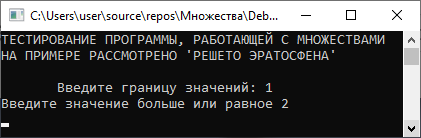 C:\Users\user\source\repos\Множества\Deb...
ТЕСТИРОВАНИЕ ПРОГРАММЫ, РАБОТАЮЩЕЙ С МНОЖЕСТВАМИ
НА ПРИМЕРЕ РАССМОТРЕНО 'РЕШЕТО ЭРАТОСФЕНА'
Введите границу значений: 1
Введите значение больше или равное 2